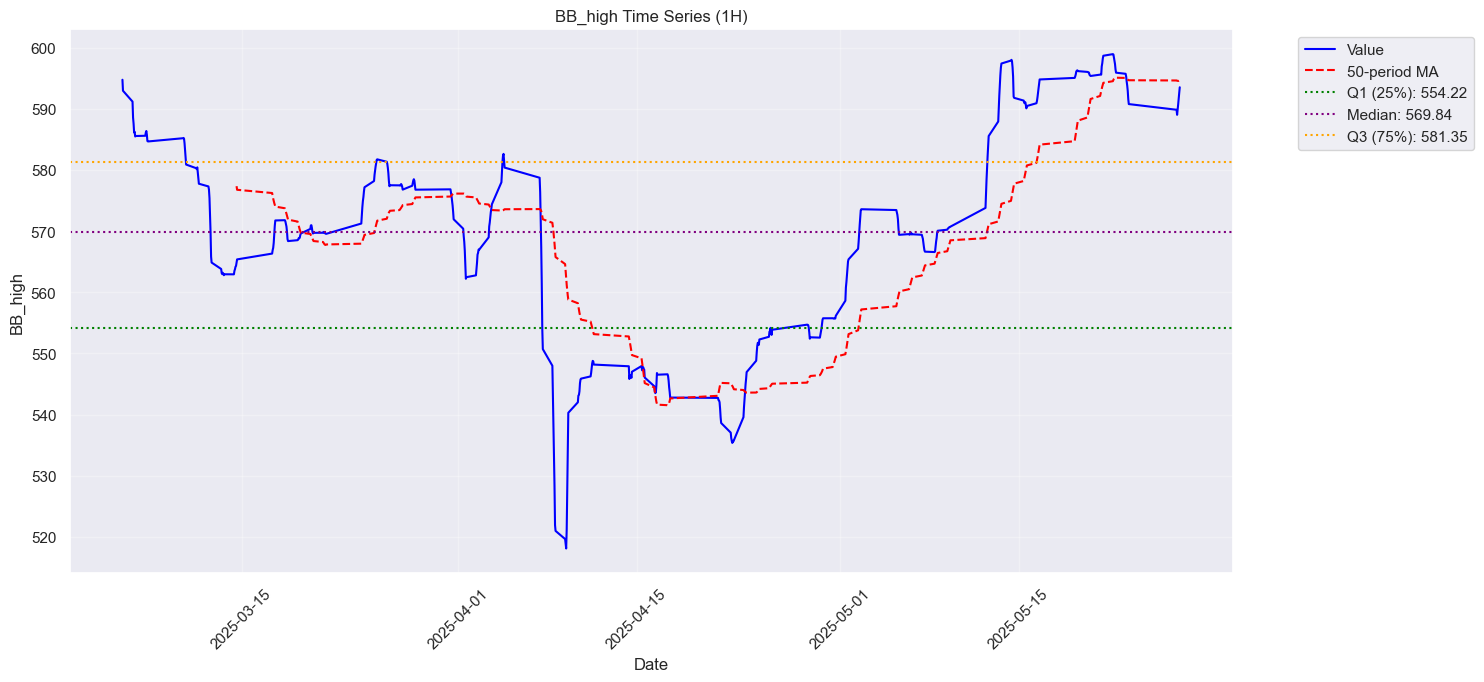 BB_high Time Series (1H)
Value
50-period MA
Q1 (25%): 554.22
Median: 569.84
Q3 (75%): 581.35
BB_high
600
590
580
570
560
550
540
530
520
2025-03-15
2025-04-01
2025-04-15
2025-05-01
2025-05-15
Date